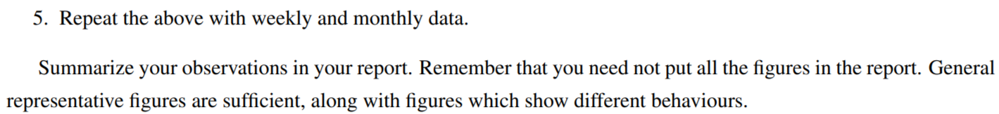 5. Repeat the above with weekly and monthly data.
Summarize your observations in your report. Remember that you need not put all the figures in the report. General
representative figures are sufficient, along with figures which show different behaviours.